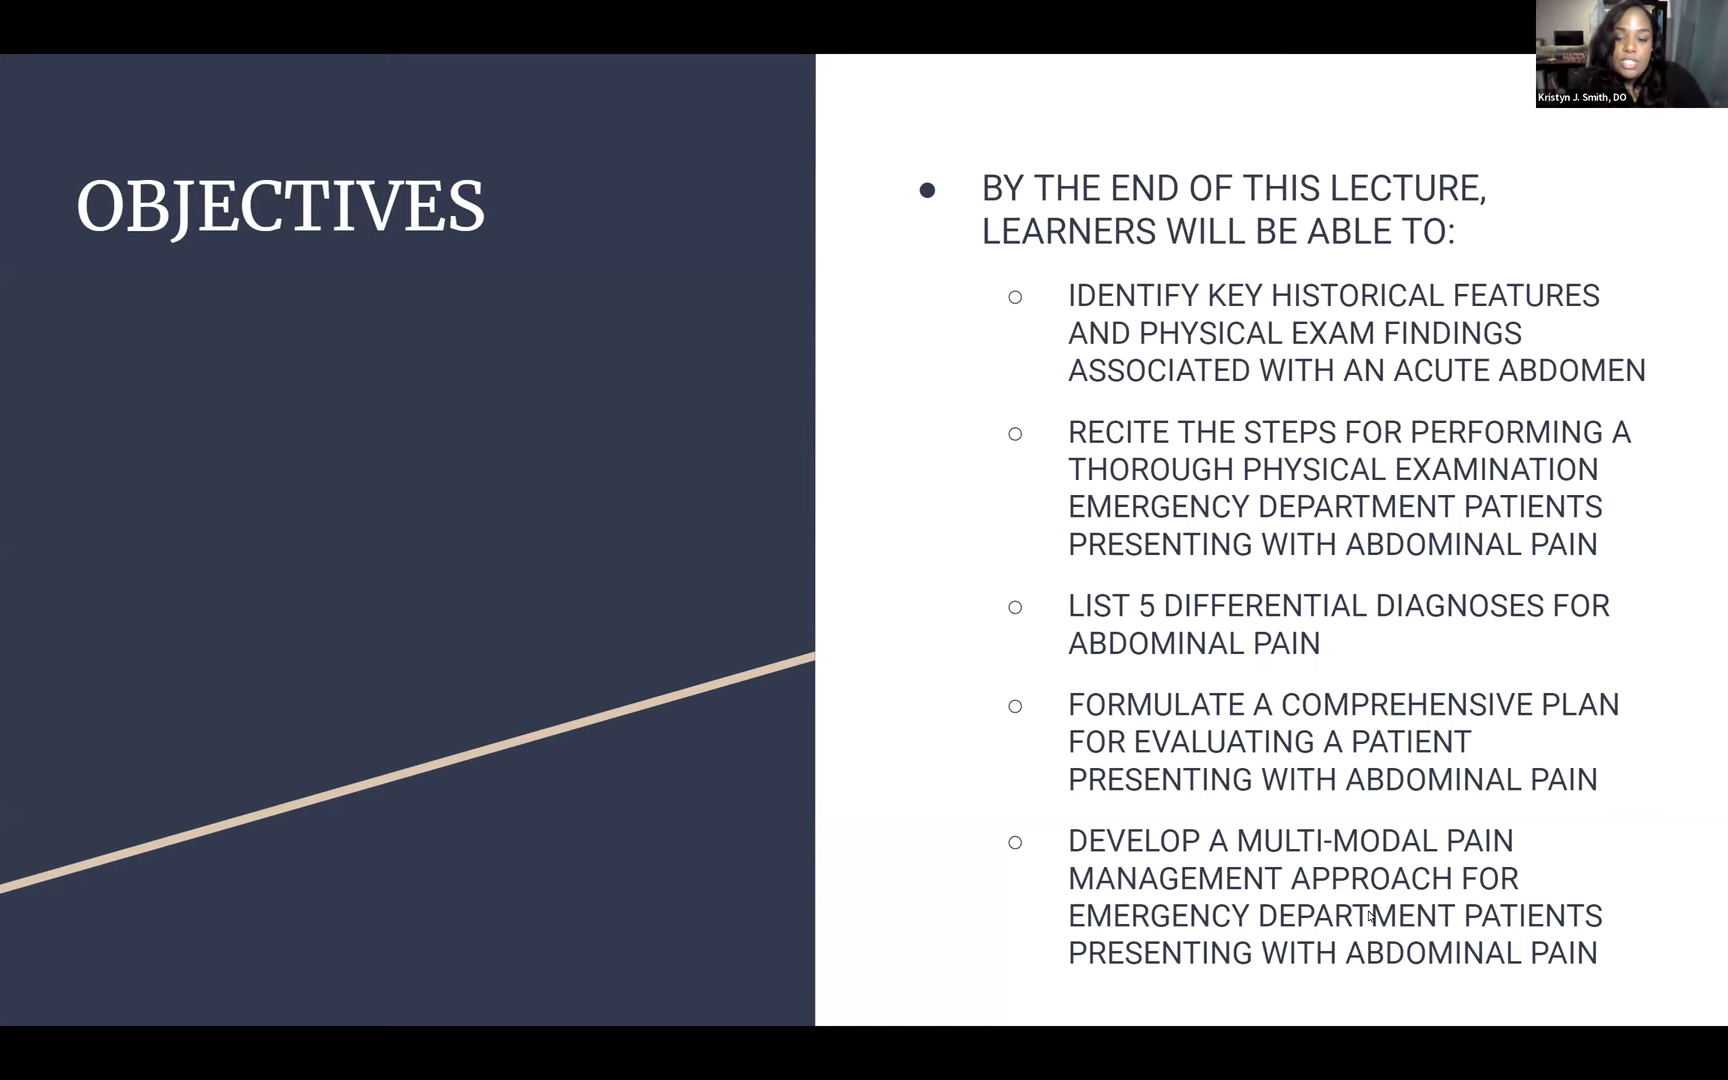 Kristyn J. Smith, DO
OBJECTIVES
● BY THE END OF THIS LECTURE,
LEARNERS WILL BE ABLE TO:
○ IDENTIFY KEY HISTORICAL FEATURES
AND PHYSICAL EXAM FINDINGS
ASSOCIATED WITH AN ACUTE ABDOMEN
○ RECITE THE STEPS FOR PERFORMING A
THOROUGH PHYSICAL EXAMINATION
EMERGENCY DEPARTMENT PATIENTS
PRESENTING WITH ABDOMINAL PAIN
○ LIST 5 DIFFERENTIAL DIAGNOSES FOR
ABDOMINAL PAIN
○ FORMULATE A COMPREHENSIVE PLAN
FOR EVALUATING A PATIENT
PRESENTING WITH ABDOMINAL PAIN
○ DEVELOP A MULTI-MODAL PAIN
MANAGEMENT APPROACH FOR
EMERGENCY DEPARTMENT PATIENTS
PRESENTING WITH ABDOMINAL PAIN